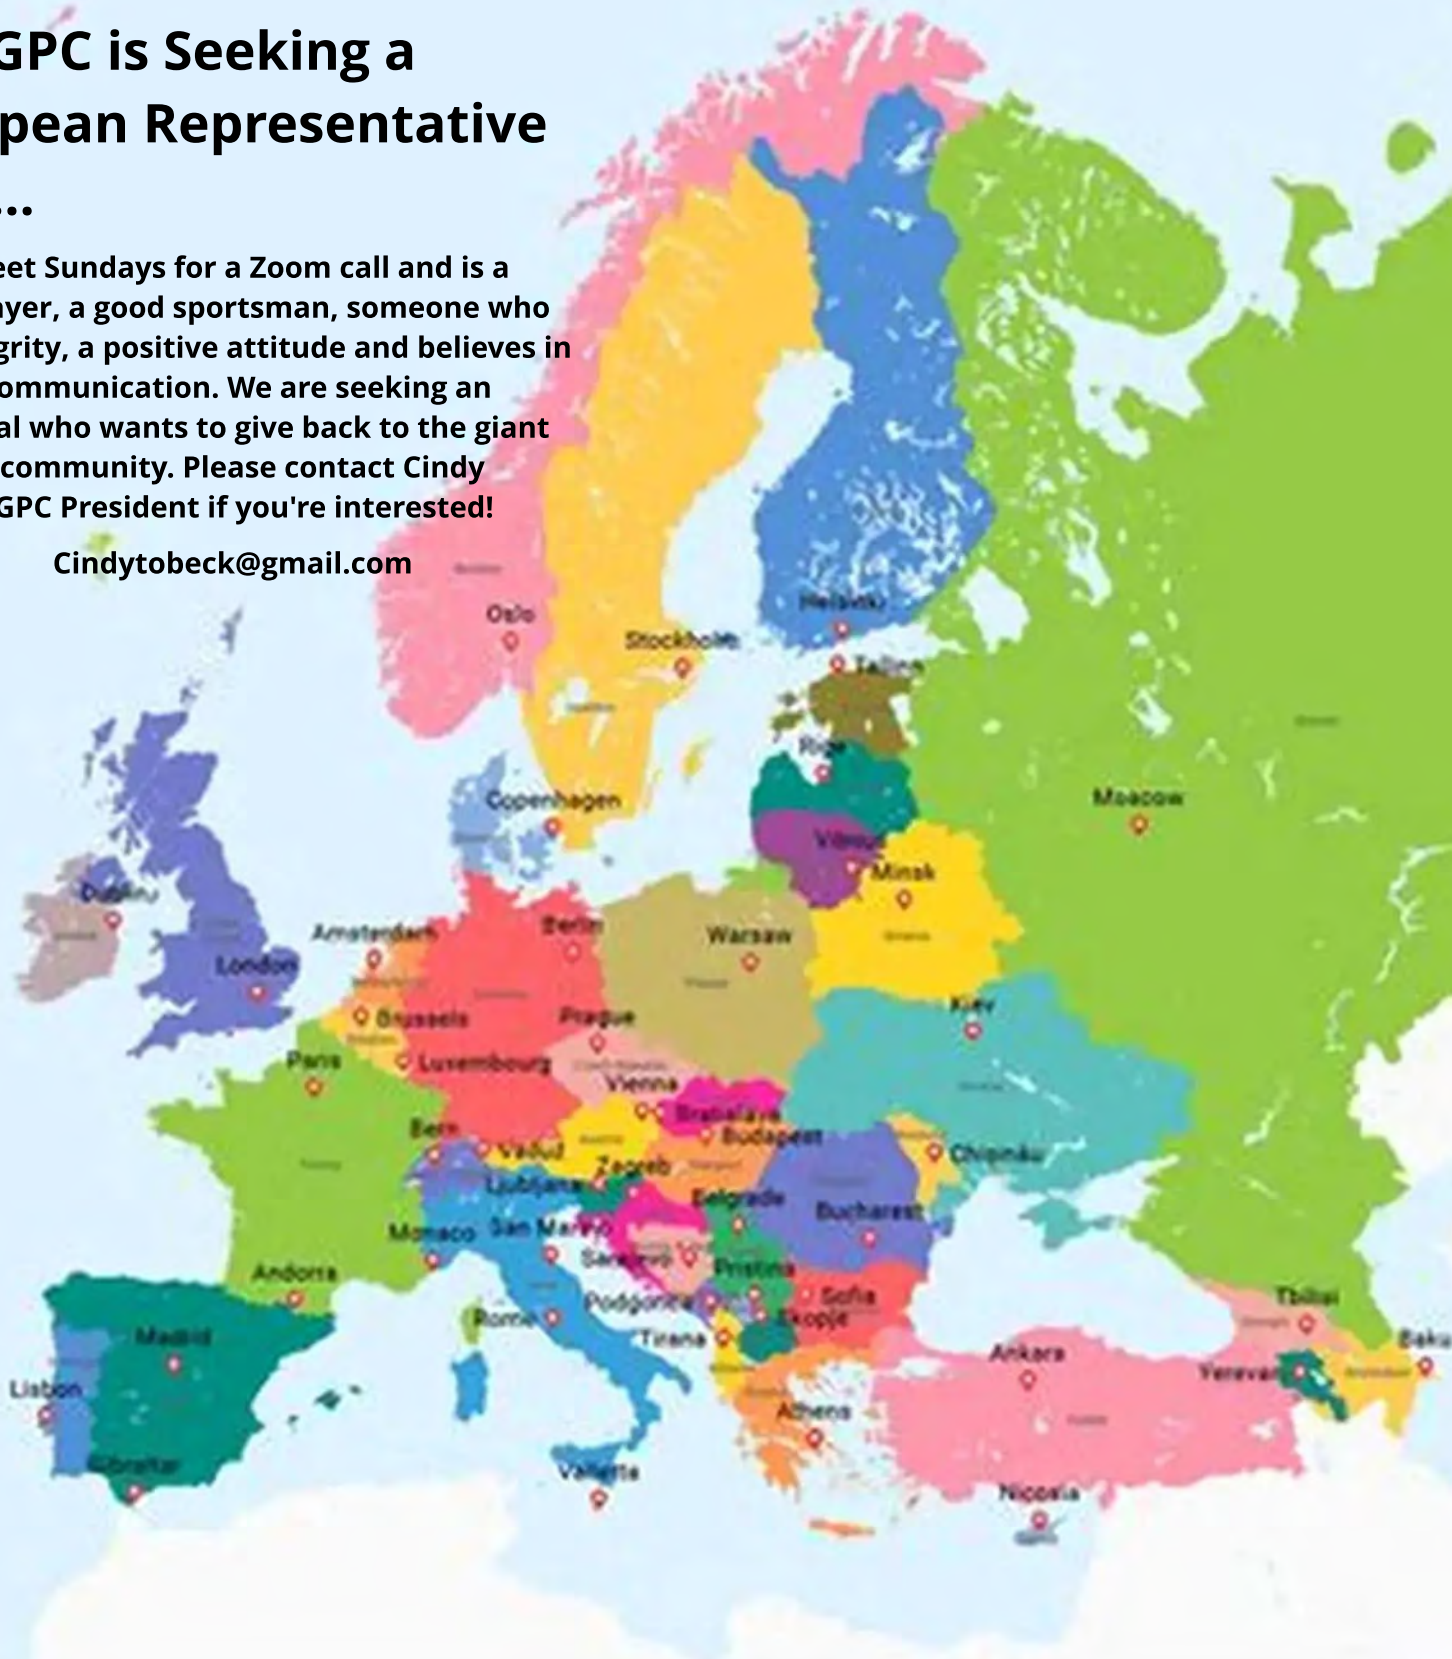 GPC is Seeking a
pean Representative
...
eet Sundays for a Zoom call and is a
ayer, a good sportsman, someone who
grity, a positive attitude and believes in
ommunication. We are seeking an
al who wants to give back to the giant
community. Please contact Cindy
GPC President if you're interested!
Cindytobeck@gmail.com
Oslo
Helsinki
Stockholm
Tallinn
Riga
Copenhagen
Moscow
Vilnius
Minsk
Dublin
Amsterdam
Berlin
Warsaw
London
Kiev
Brussels
Prague
Paris
Luxembourg
Vienna
Bratislava
Bern
Budapest
Vaduz
Chişinău
Zagreb
Ljubljana
Belgrade
Bucharest
Monaco
San Marino
Sarajevo
Pristina
Andorra
Podgorica
Sofia
Tbilisi
Rome
Skopje
Madrid
Tirana
Baku
Ankara
Yerevan
Lisbon
Athens
Gibraltar
Valletta
Nicosia